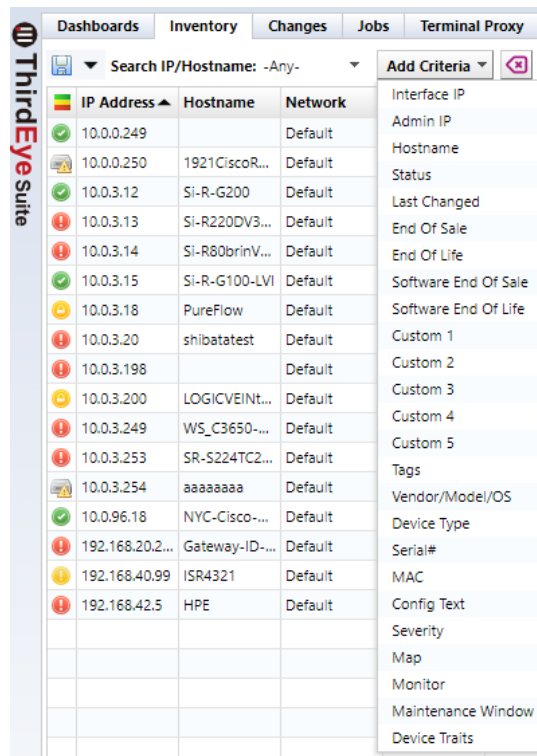 ThirdEye Suite
Dashboards Inventory Changes Jobs Terminal Proxy
Search IP/Hostname: -Any- Add Criteria
IP Address Hostname Network
10.0.0.249 Default
10.0.0.250 1921CiscoR... Default
10.0.3.12 Si-R-G200 Default
10.0.3.13 Si-R220DV3... Default
10.0.3.14 Si-R80brinV... Default
10.0.3.15 Si-R-G100-LVI Default
10.0.3.18 PureFlow Default
10.0.3.20 shibatatest Default
10.0.3.198 Default
10.0.3.200 LOGICVEINt... Default
10.0.3.249 WS_C3650-... Default
10.0.3.253 SR-S224TC2... Default
10.0.3.254 aaaaaaaa Default
10.0.96.18 NYC-Cisco-... Default
192.168.20.2... Gateway-ID-... Default
192.168.40.99 ISR4321 Default
192.168.42.5 HPE Default
Interface IP
Admin IP
Hostname
Status
Last Changed
End Of Sale
End Of Life
Software End Of Sale
Software End Of Life
Custom 1
Custom 2
Custom 3
Custom 4
Custom 5
Tags
Vendor/Model/OS
Device Type
Serial#
MAC
Config Text
Severity
Map
Monitor
Maintenance Window
Device Traits